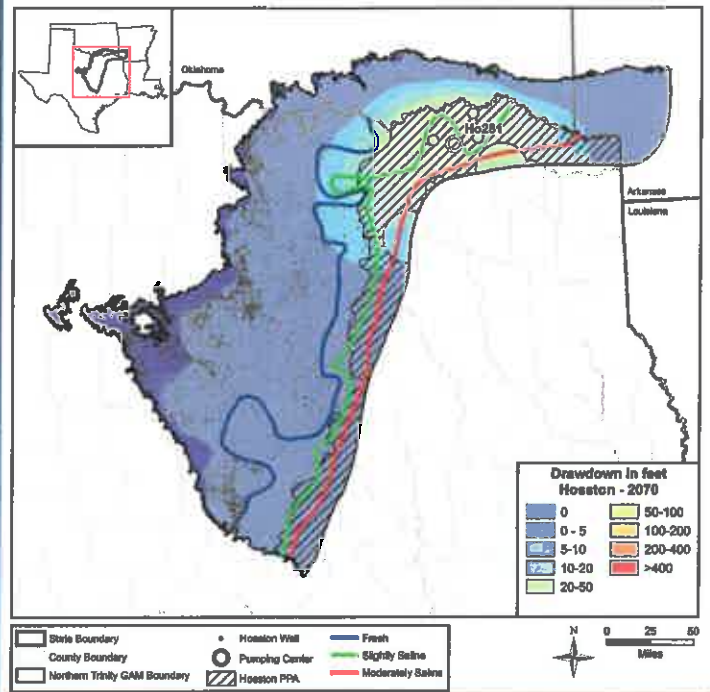 Oklahoma
Ho281
Arkansas
Louisiana
Drawdown in feet
Hosston - 2070
0
50-100
0 - 5
100-200
5-10
200-400
10-20
>400
20-50
State Boundary
Hosston Well
Fresh
County Boundary
Pumping Center
Slightly Saline
Northern Trinity GAM Boundary
Hosston PPA
Moderately Saline
N
0 25 50
Miles